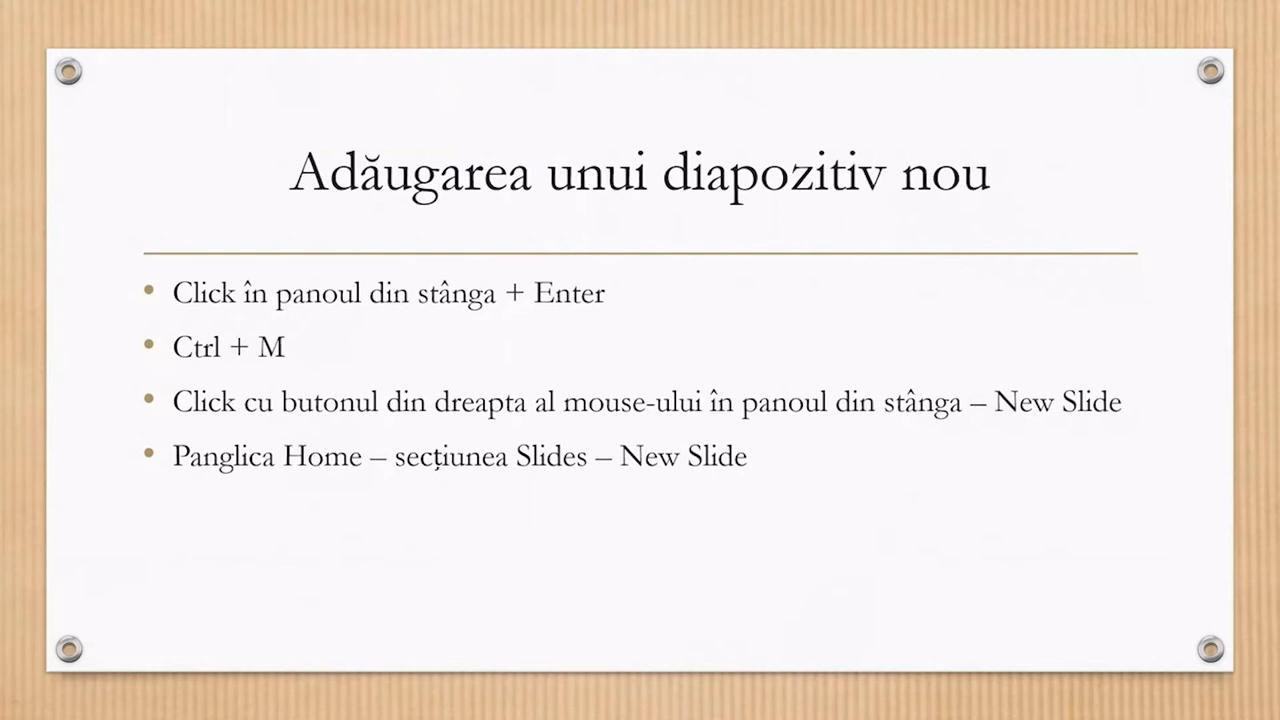 Adăugarea unui diapozitiv nou
• Click în panoul din stânga + Enter
• Ctrl + M
• Click cu butonul din dreapta al mouse-ului în panoul din stânga – New Slide
• Panglica Home – secțiunea Slides – New Slide